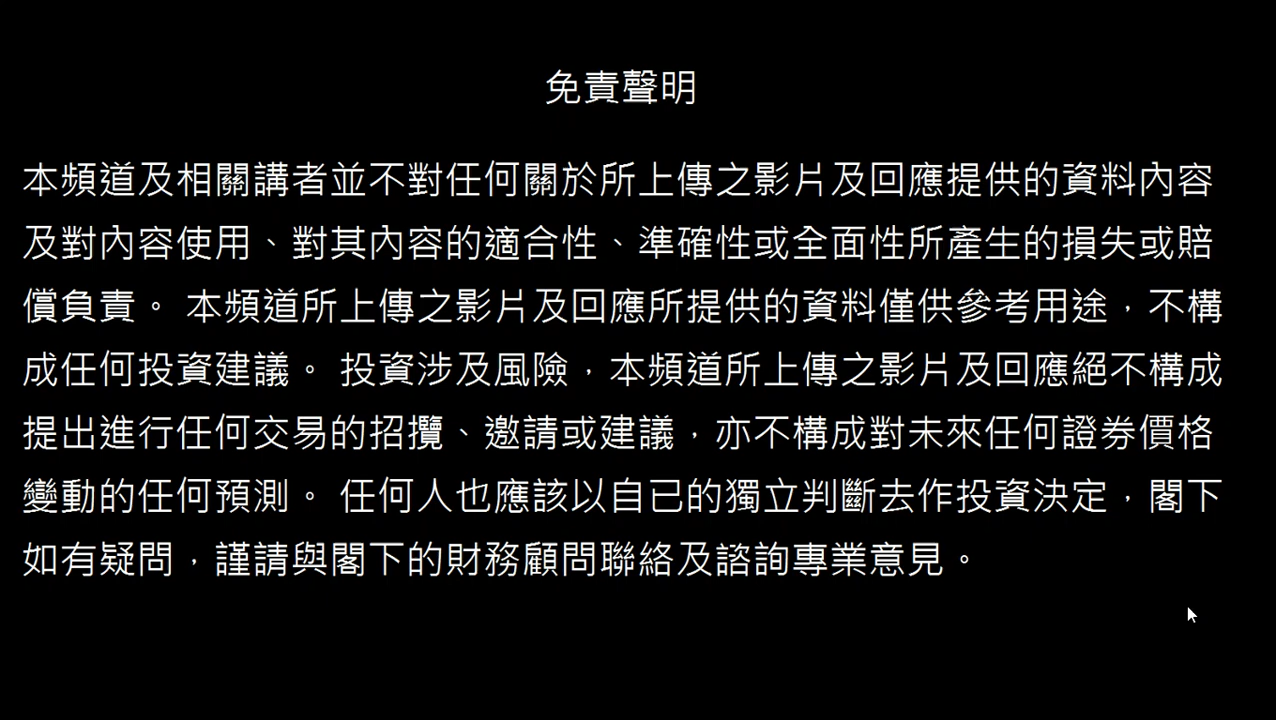 免責聲明
本頻道及相關講者並不對任何關於所上傳之影片及回應提供的資料內容
及對內容使用、對其內容的適合性、準確性或全面性所產生的損失或賠
償負責。 本頻道所上傳之影片及回應所提供的資料僅供參考用途，不構
成任何投資建議。 投資涉及風險，本頻道所上傳之影片及回應絕不構成
提出進行任何交易的招攬、邀請或建議，亦不構成對未來任何證券價格
變動的任何預測。 任何人也應該以自已的獨立判斷去作投資決定，閣下
如有疑問，謹請與閣下的財務顧問聯絡及諮詢專業意見。